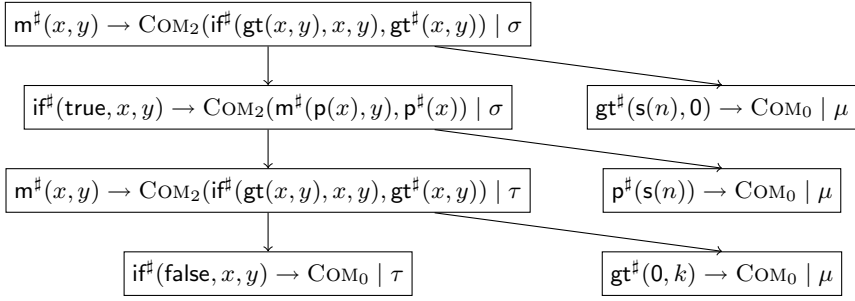 m♯(x, y) → COM₂(if♯(gt(x, y), x, y), gt♯(x, y)) | σ
if♯(true, x, y) → COM₂(m♯(p(x), y), p♯(x)) | σ
gt♯(s(n), 0) → COM₀ | μ
m♯(x, y) → COM₂(if♯(gt(x, y), x, y), gt♯(x, y)) | τ
p♯(s(n)) → COM₀ | μ
if♯(false, x, y) → COM₀ | τ
gt♯(0, k) → COM₀ | μ